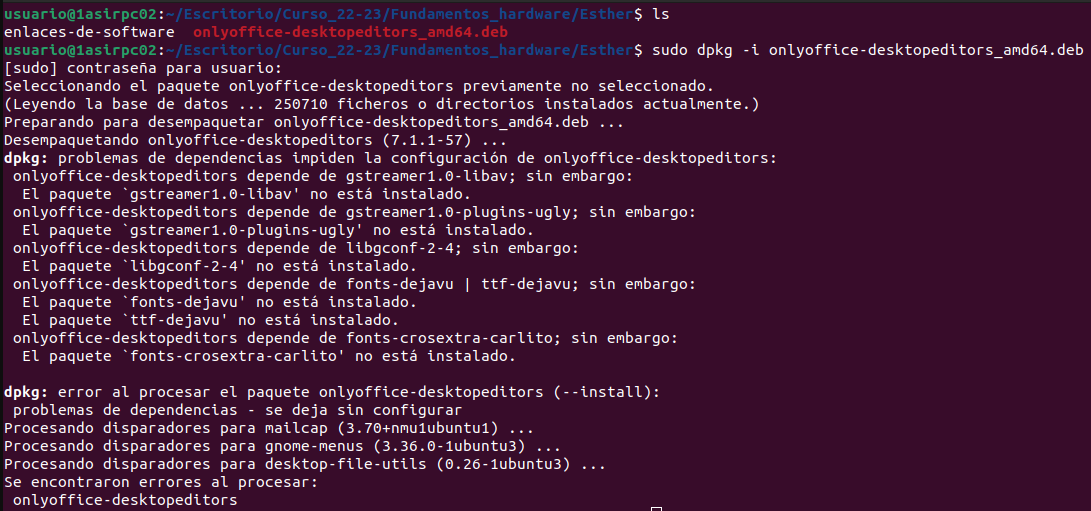 usuario@1asirpc02:~/Escritorio/Curso_22-23/Fundamentos_hardware/Esther$ ls
enlaces-de-software  onlyoffice-desktopeditors_amd64.deb
usuario@1asirpc02:~/Escritorio/Curso_22-23/Fundamentos_hardware/Esther$ sudo dpkg -i onlyoffice-desktopeditors_amd64.deb
[sudo] contraseña para usuario:
Seleccionando el paquete onlyoffice-desktopeditors previamente no seleccionado.
(Leyendo la base de datos ... 250710 ficheros o directorios instalados actualmente.)
Preparando para desempaquetar onlyoffice-desktopeditors_amd64.deb ...
Desempaquetando onlyoffice-desktopeditors (7.1.1-57) ...
dpkg: problemas de dependencias impiden la configuración de onlyoffice-desktopeditors:
 onlyoffice-desktopeditors depende de gstreamer1.0-libav; sin embargo:
  El paquete `gstreamer1.0-libav' no está instalado.
 onlyoffice-desktopeditors depende de gstreamer1.0-plugins-ugly; sin embargo:
  El paquete `gstreamer1.0-plugins-ugly' no está instalado.
 onlyoffice-desktopeditors depende de libgconf-2-4; sin embargo:
  El paquete `libgconf-2-4' no está instalado.
 onlyoffice-desktopeditors depende de fonts-dejavu | ttf-dejavu; sin embargo:
  El paquete `fonts-dejavu' no está instalado.
  El paquete `ttf-dejavu' no está instalado.
 onlyoffice-desktopeditors depende de fonts-crosextra-carlito; sin embargo:
  El paquete `fonts-crosextra-carlito' no está instalado.

dpkg: error al procesar el paquete onlyoffice-desktopeditors (--install):
 problemas de dependencias - se deja sin configurar
Procesando disparadores para mailcap (3.70+nmu1ubuntu1) ...
Procesando disparadores para gnome-menus (3.36.0-1ubuntu3) ...
Procesando disparadores para desktop-file-utils (0.26-1ubuntu3) ...
Se encontraron errores al procesar:
 onlyoffice-desktopeditors